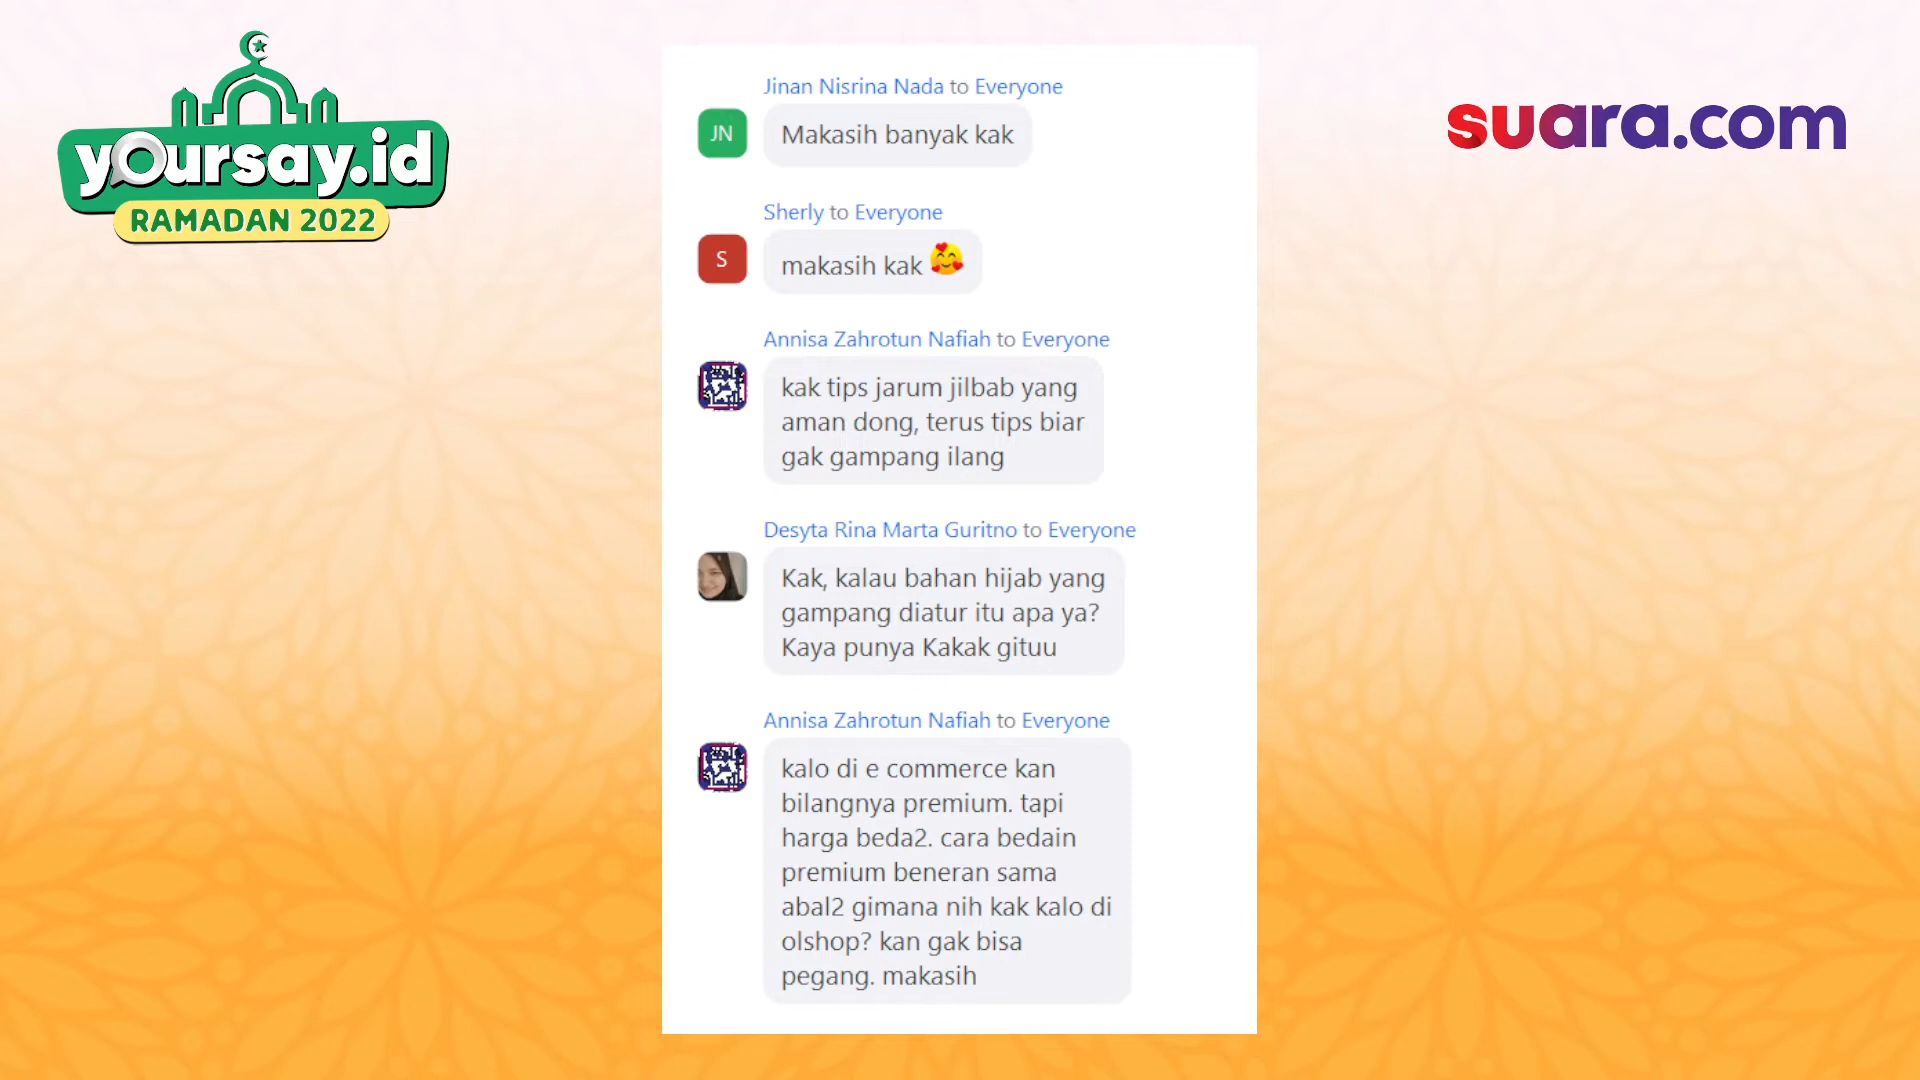 yoursay.id
RAMADAN 2022
suara.com
Jinan Nisrina Nada to Everyone
JN
Makasih banyak kak
Sherly to Everyone
S
makasih kak 🥰
Annisa Zahrotun Nafiah to Everyone
kak tips jarum jilbab yang
aman dong, terus tips biar
gak gampang ilang
Desyta Rina Marta Guritno to Everyone
Kak, kalau bahan hijab yang
gampang diatur itu apa ya?
Kaya punya Kakak gituu
Annisa Zahrotun Nafiah to Everyone
kalo di e commerce kan
bilangnya premium. tapi
harga beda2. cara bedain
premium beneran sama
abal2 gimana nih kak kalo di
olshop? kan gak bisa
pegang. makasih